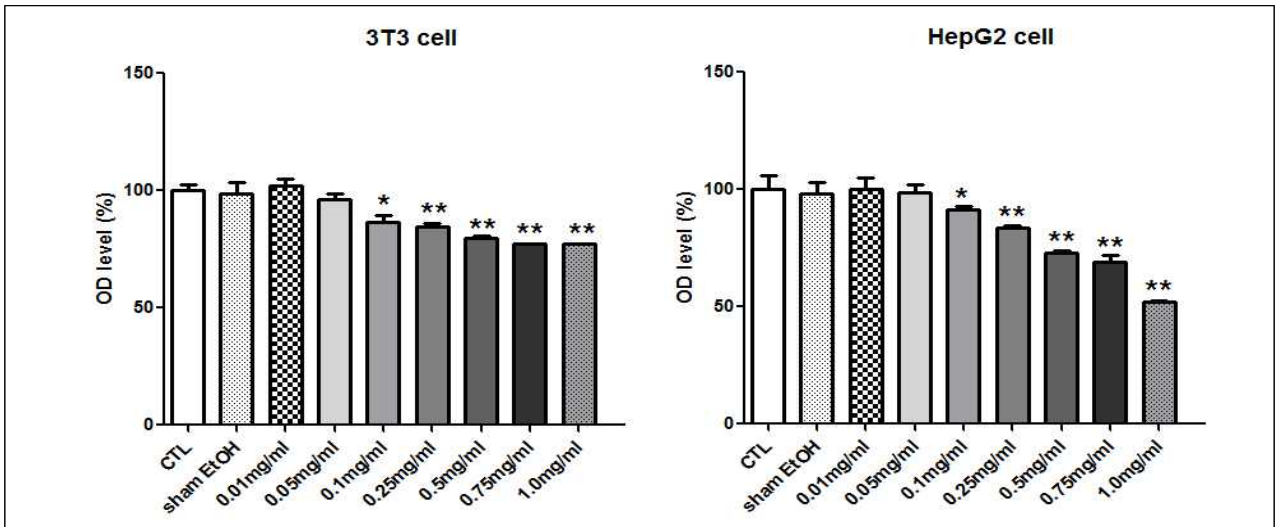 3T3 cell
OD level (%)
150
100
50
0
*
**
**
**
**
CTL
sham EtOH
0.01mg/ml
0.05mg/ml
0.1mg/ml
0.25mg/ml
0.5mg/ml
0.75mg/ml
1.0mg/ml
HepG2 cell
OD level (%)
150
100
50
0
*
**
**
**
**
CTL
sham EtOH
0.01mg/ml
0.05mg/ml
0.1mg/ml
0.25mg/ml
0.5mg/ml
0.75mg/ml
1.0mg/ml